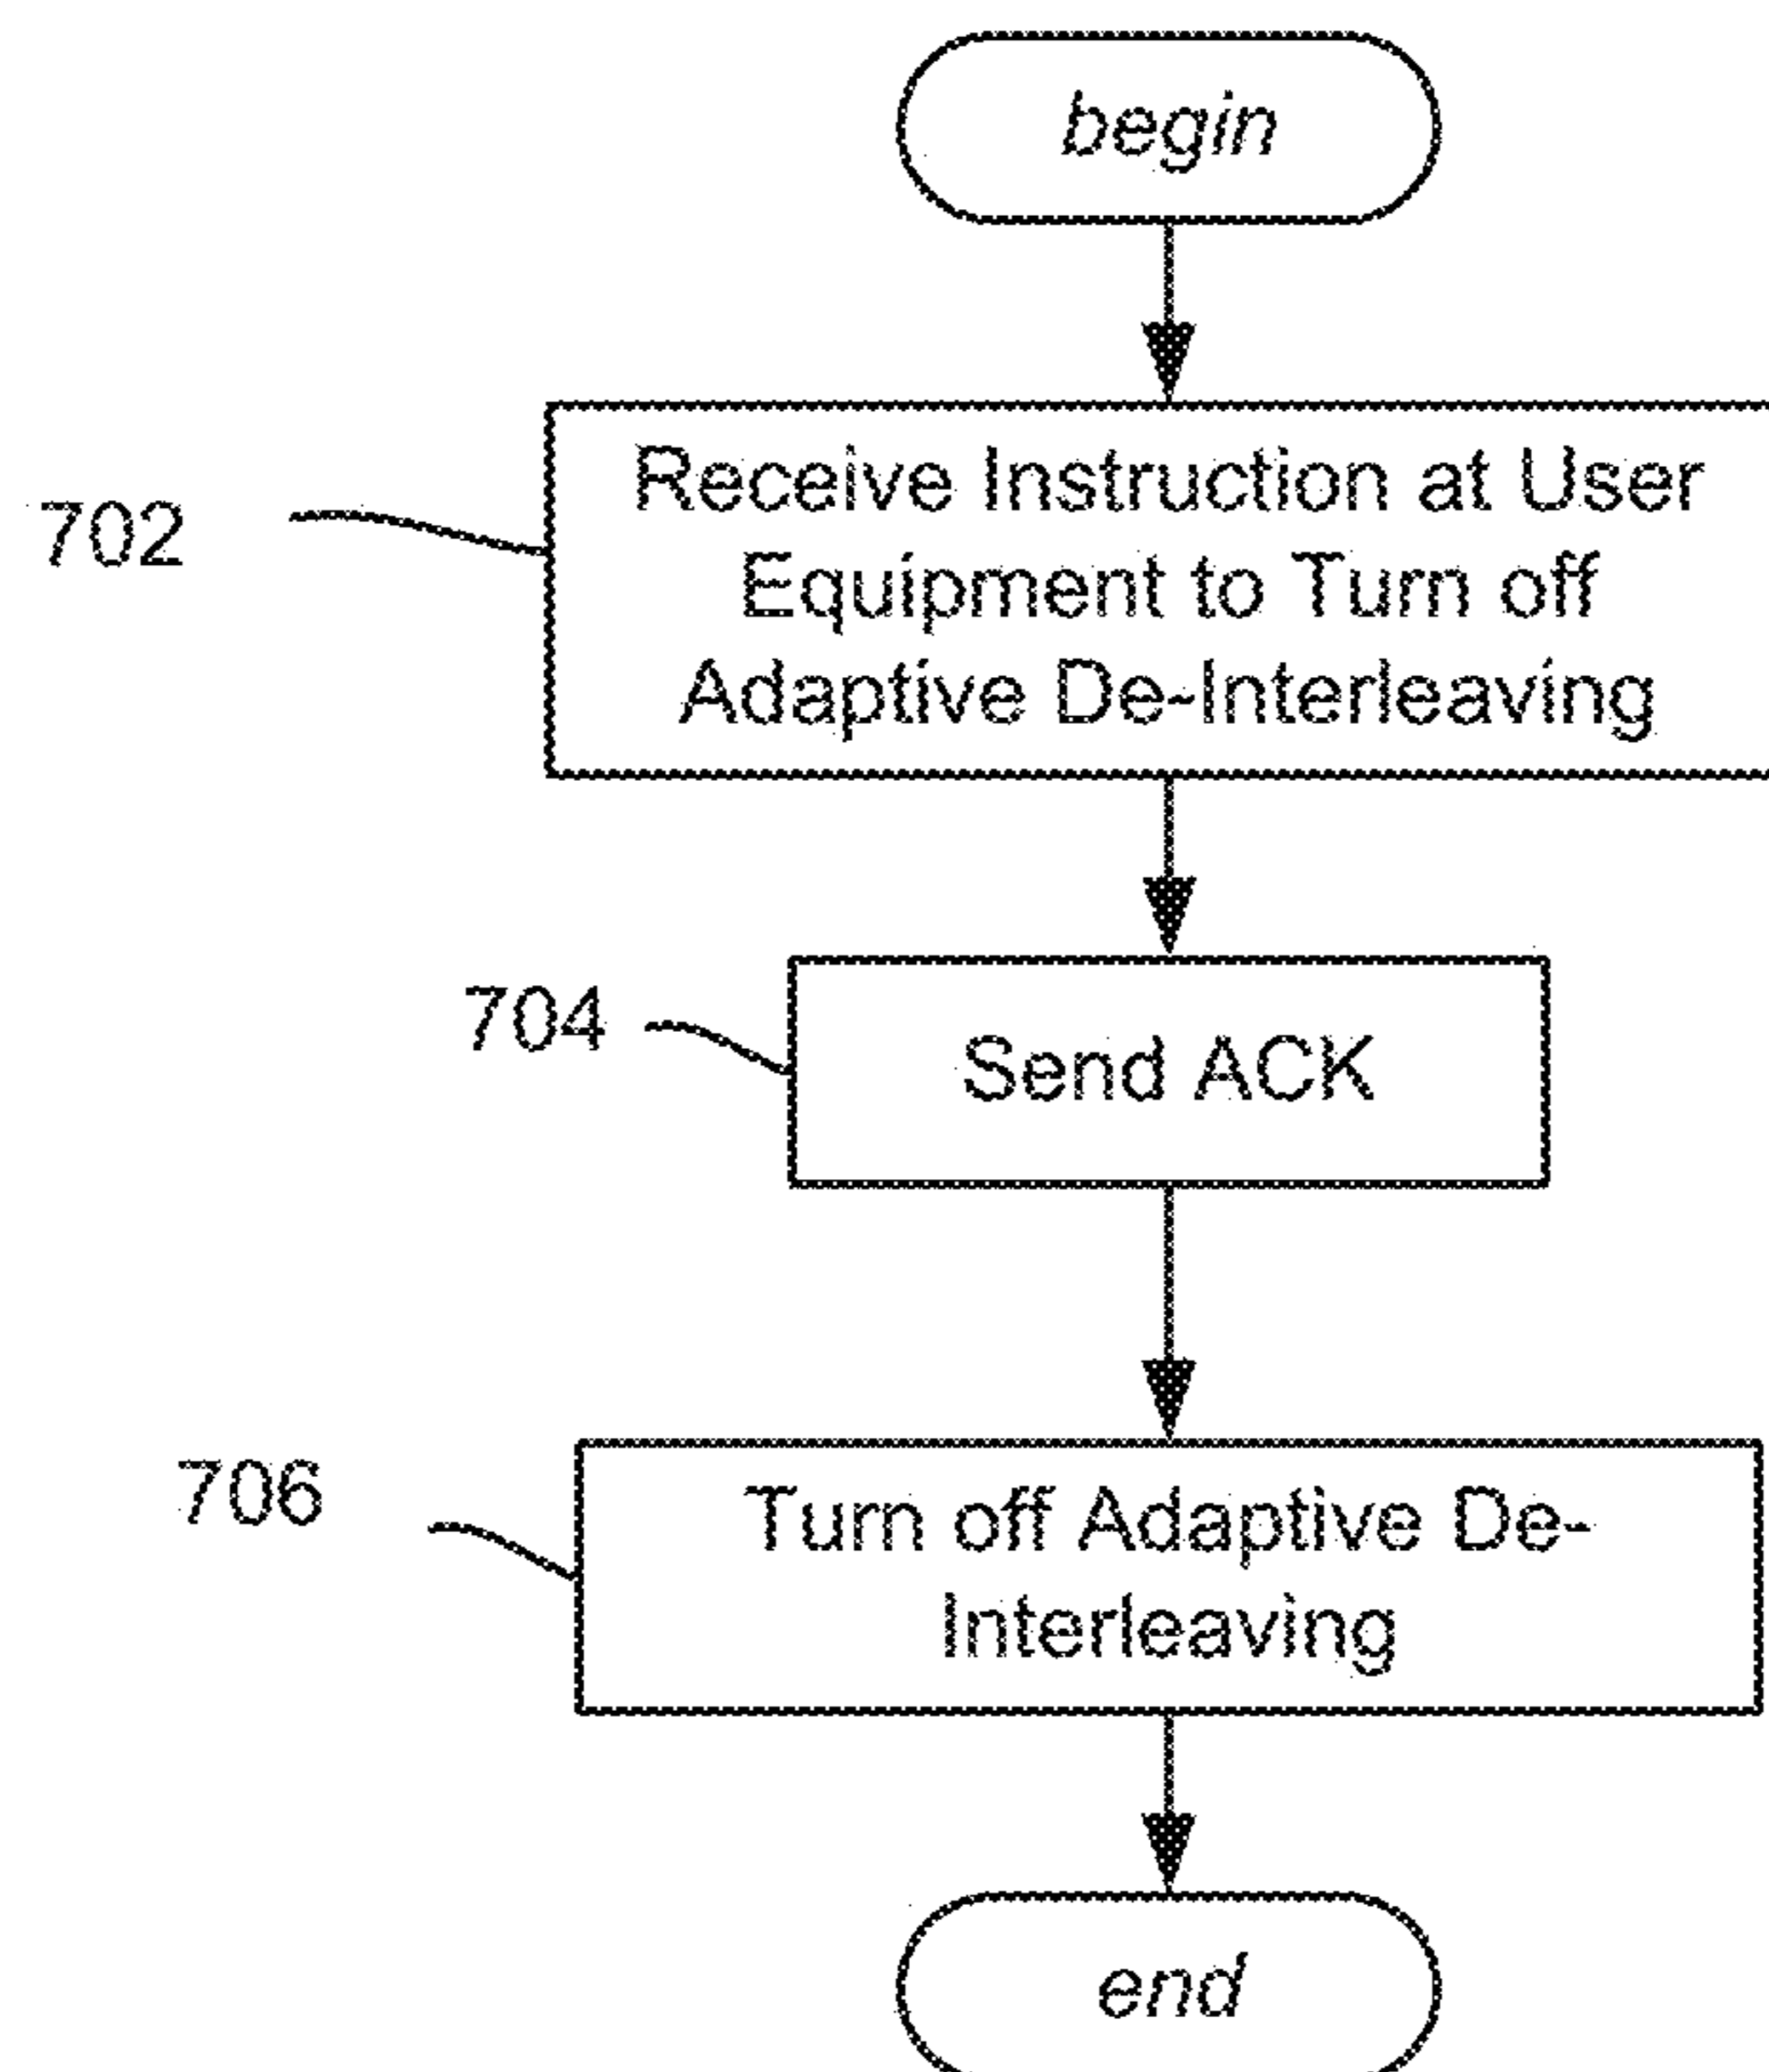 begin
702
Receive Instruction at User
Equipment to Turn off
Adaptive De-Interleaving
704
Send ACK
706
Turn off Adaptive De-
Interleaving
end